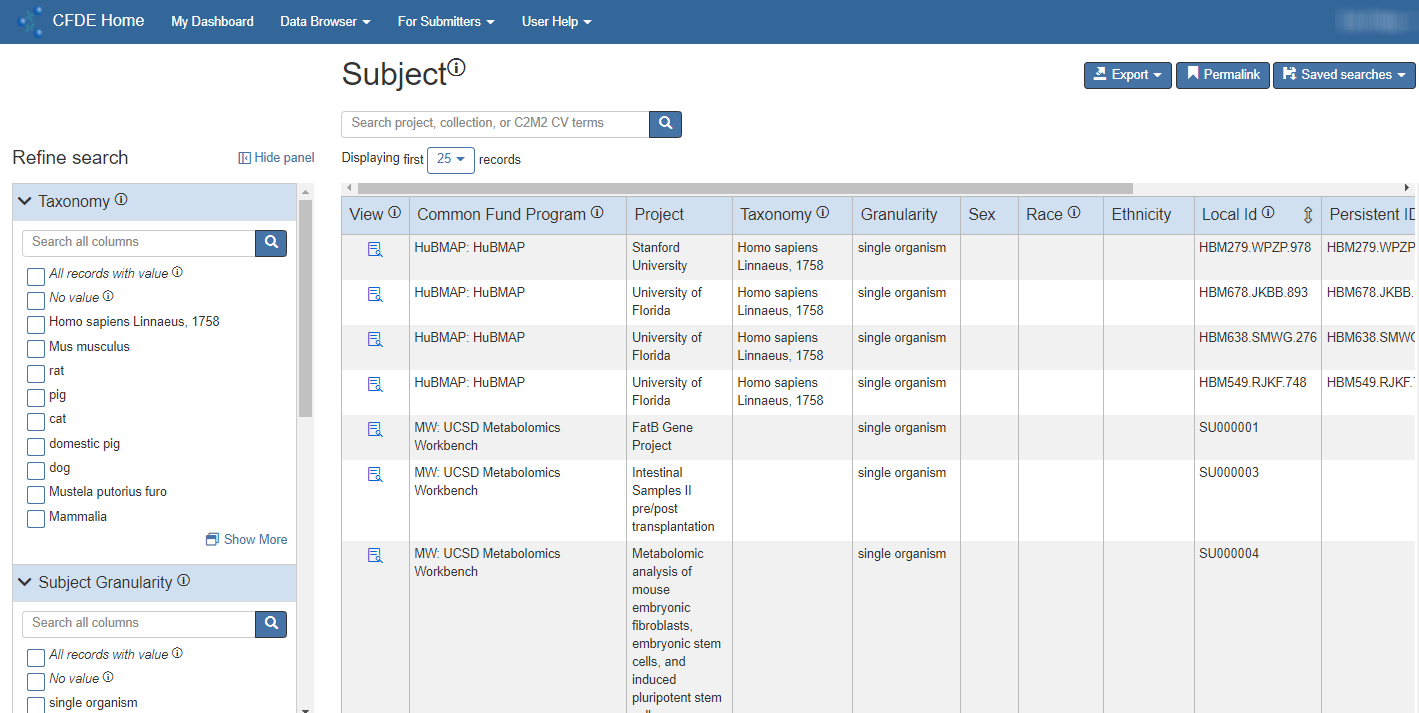 CFDE Home My Dashboard Data Browser For Submitters User Help
Subject
Export Permalink Saved searches
Search project, collection, or C2M2 CV terms
Displaying first 25 records
Refine search Hide panel
Taxonomy
Search all columns
All records with value
No value
Homo sapiens Linnaeus, 1758
Mus musculus
rat
pig
cat
domestic pig
dog
Mustela putorius furo
Mammalia
Show More
Subject Granularity
Search all columns
All records with value
No value
single organism
View Common Fund Program Project Taxonomy Granularity Sex Race Ethnicity Local Id Persistent ID
HuBMAP: HuBMAP Stanford Homo sapiens single organism HBM279.WPZP.978 HBM279.WPZP
University Linnaeus, 1758
HuBMAP: HuBMAP University of Homo sapiens single organism HBM678.JKBB.893 HBM678.JKBB.
Florida Linnaeus, 1758
HuBMAP: HuBMAP University of Homo sapiens single organism HBM638.SMWG.276 HBM638.SMWG
Florida Linnaeus, 1758
HuBMAP: HuBMAP University of Homo sapiens single organism HBM549.RJKF.748 HBM549.RJKF.
Florida Linnaeus, 1758
MW: UCSD Metabolomics FatB Gene single organism SU000001
Workbench Project
MW: UCSD Metabolomics Intestinal single organism SU000003
Workbench Samples II
pre/post
transplantation
MW: UCSD Metabolomics Metabolomic single organism SU000004
Workbench analysis of
mouse
embryonic
fibroblasts,
embryonic stem
cells, and
induced
pluripotent stem